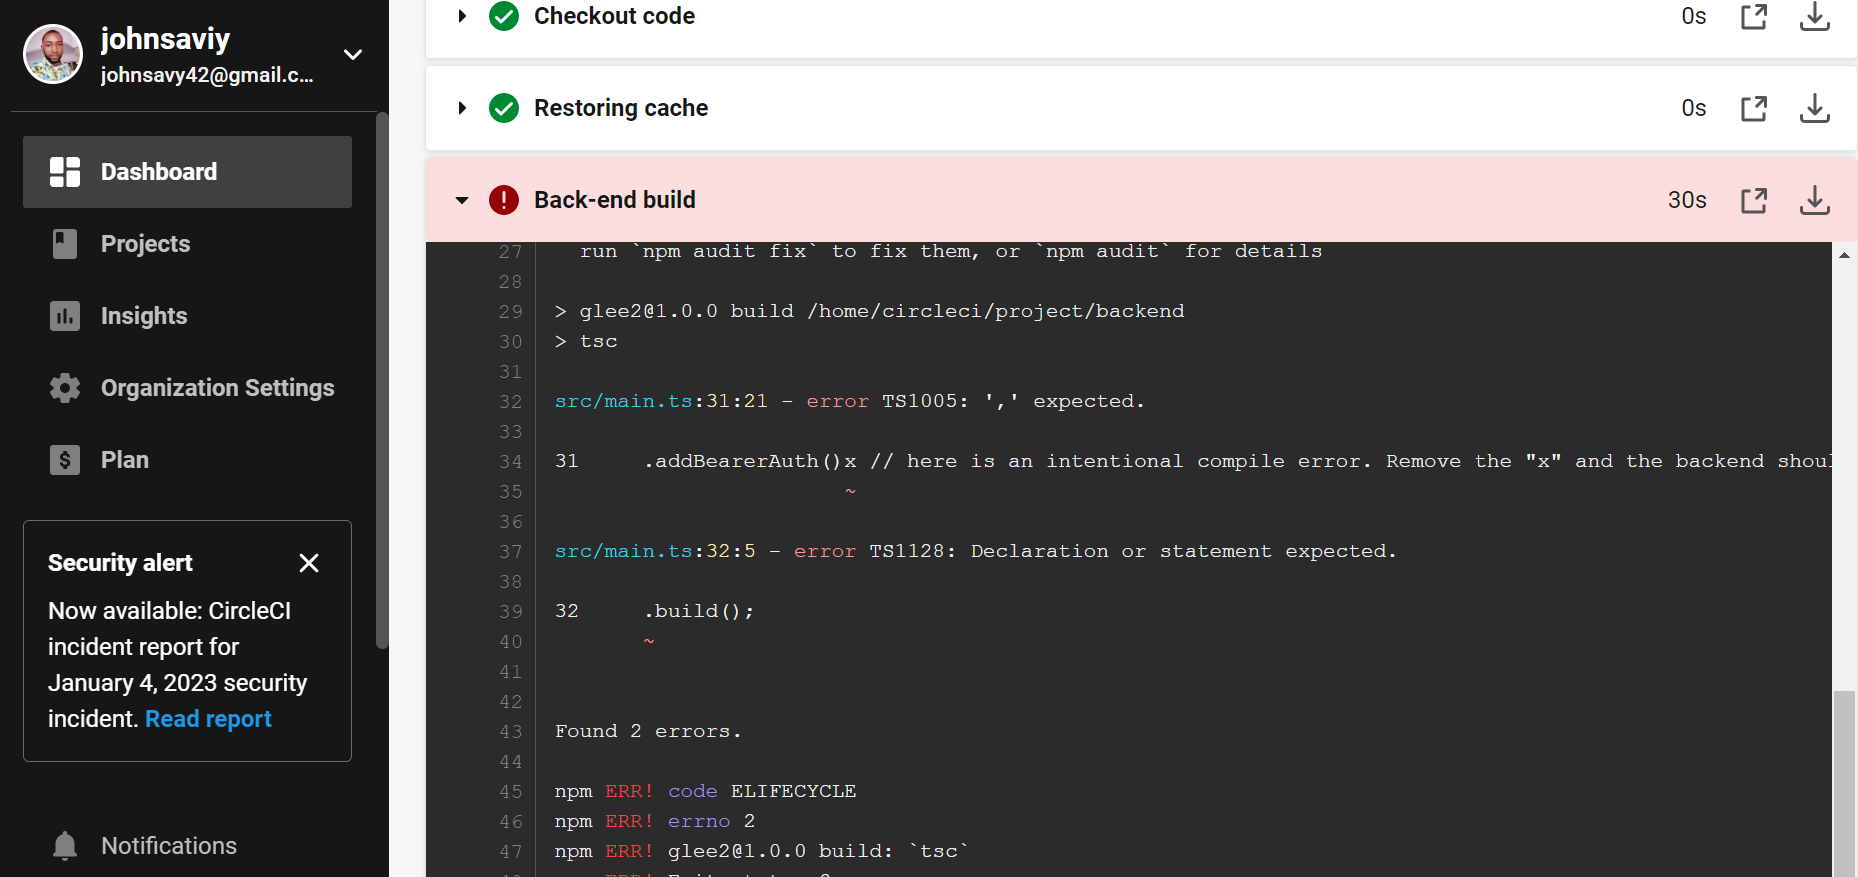 johnsaviy
johnsavy42@gmail.c...
Dashboard
Projects
Insights
Organization Settings
Plan
Security alert
Now available: CircleCI
incident report for
January 4, 2023 security
incident. Read report
Notifications
Checkout code 0s
Restoring cache 0s
Back-end build 30s
27 run `npm audit fix` to fix them, or `npm audit` for details
28
29 > glee2@1.0.0 build /home/circleci/project/backend
30 > tsc
31
32 src/main.ts:31:21 - error TS1005: ',' expected.
33
34 31 .addBearerAuth()x // here is an intentional compile error. Remove the "x" and the backend shoul
35 ~
36
37 src/main.ts:32:5 - error TS1128: Declaration or statement expected.
38
39 32 .build();
40 ~
41
42
43 Found 2 errors.
44
45 npm ERR! code ELIFECYCLE
46 npm ERR! errno 2
47 npm ERR! glee2@1.0.0 build: `tsc`